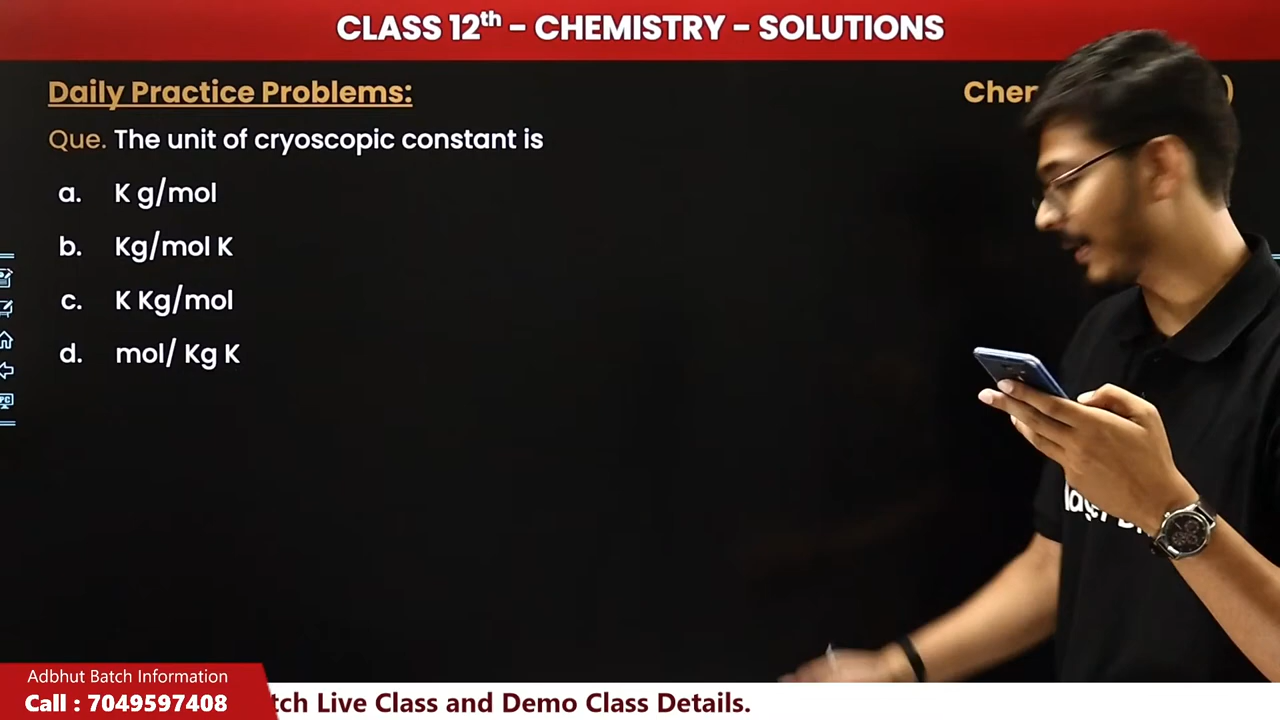 CLASS 12th - CHEMISTRY - SOLUTIONS
Daily Practice Problems:
Que. The unit of cryoscopic constant is
a. K g/mol
b. Kg/mol K
c. K Kg/mol
d. mol/ Kg K
Adbhut Batch Information
Call : 7049597408
Live Class and Demo Class Details.